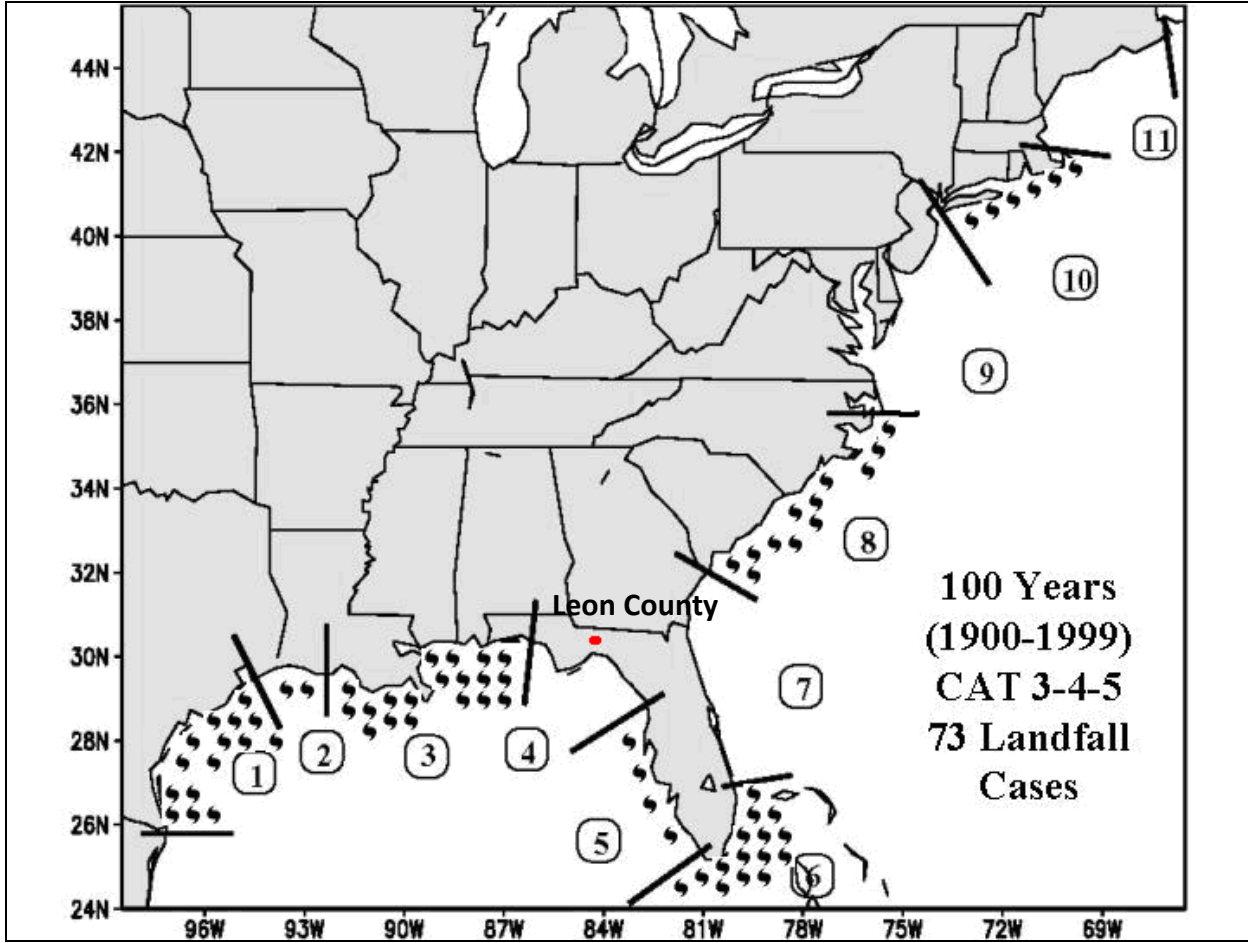 44N
42N
11
40N
10
38N
9
36N
34N
8
32N
100 Years
Leon County
(1900-1999)
30N
7
CAT 3-4-5
28N
1
2
3
4
73 Landfall
Cases
26N
5
6
24N
96W 93W 90W 87W 84W 81W 78W 75W 72W 69W